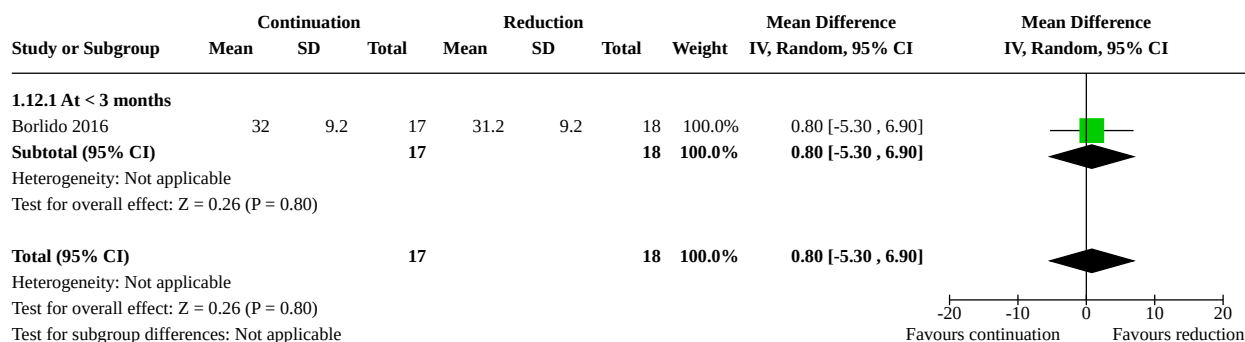 Continuation Reduction Mean Difference Mean Difference
Study or Subgroup Mean SD Total Mean SD Total Weight IV, Random, 95% CI IV, Random, 95% CI
1.12.1 At < 3 months
Borlido 2016 32 9.2 17 31.2 9.2 18 100.0% 0.80 [-5.30 , 6.90]
Subtotal (95% CI) 17 18 100.0% 0.80 [-5.30 , 6.90]
Heterogeneity: Not applicable
Test for overall effect: Z = 0.26 (P = 0.80)
Total (95% CI) 17 18 100.0% 0.80 [-5.30 , 6.90]
Heterogeneity: Not applicable
Test for overall effect: Z = 0.26 (P = 0.80)
-20 -10 0 10 20
Test for subgroup differences: Not applicable Favours continuation Favours reduction